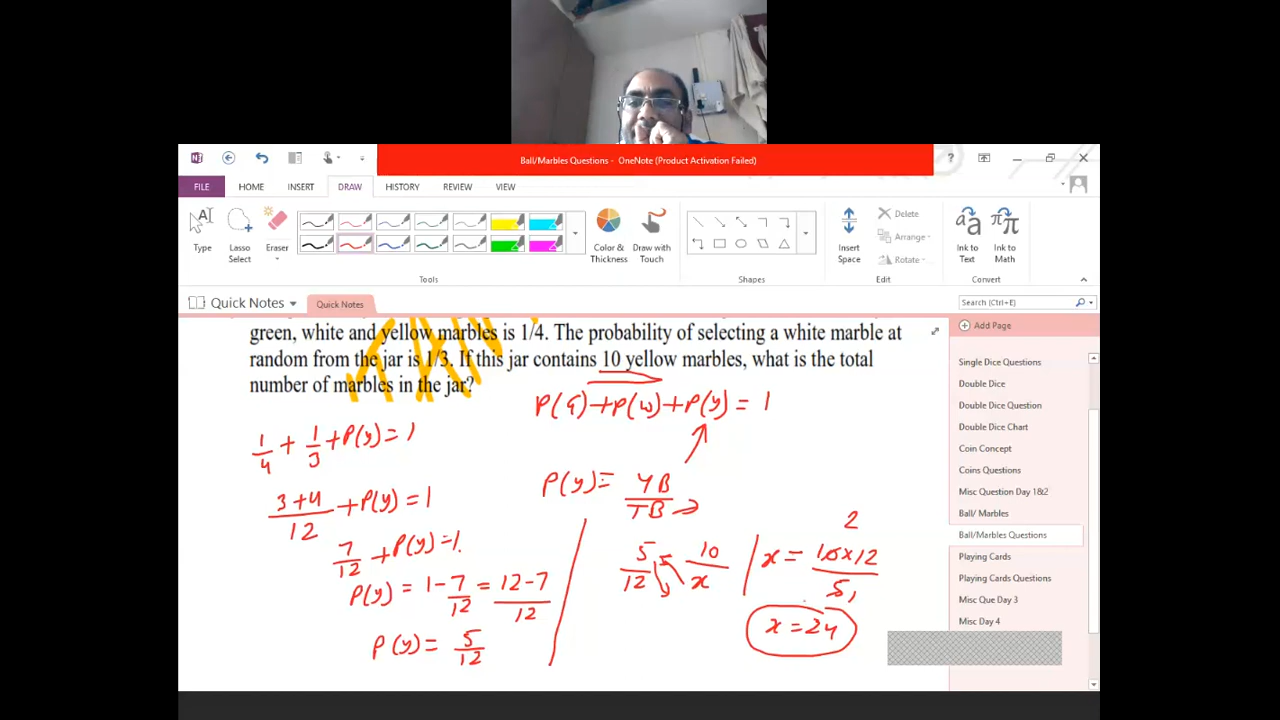 Ball/Marbles Questions - OneNote (Product Activation Failed)
FILE HOME INSERT DRAW HISTORY REVIEW VIEW
Type
Lasso Select
Eraser
Color & Thickness
Draw with Touch
Insert Space
Delete
Arrange
Rotate
Ink to Text
Ink to Math
Tools
Shapes
Edit
Convert
Quick Notes
Quick Notes
Search (Ctrl+E)
green, white and yellow marbles is 1/4. The probability of selecting a white marble at
random from the jar is 1/3. If this jar contains 10 yellow marbles, what is the total
number of marbles in the jar?
P(G)+P(W)+P(y) = 1
1/4 + 1/3 + P(y) = 1
3+4/12 + P(y) = 1
7/12 + P(y) = 1
P(y) = 1 - 7/12 = 12-7/12
P(y) = 5/12
P(y) = YB/TB
5/12 = 10/x
x = 10x12/5
2
1
x = 24
Add Page
Single Dice Questions
Double Dice
Double Dice Question
Double Dice Chart
Coin Concept
Coins Questions
Misc Question Day 1&2
Ball/ Marbles
Ball/Marbles Questions
Playing Cards
Playing Cards Questions
Misc Que Day 3
Misc Day 4